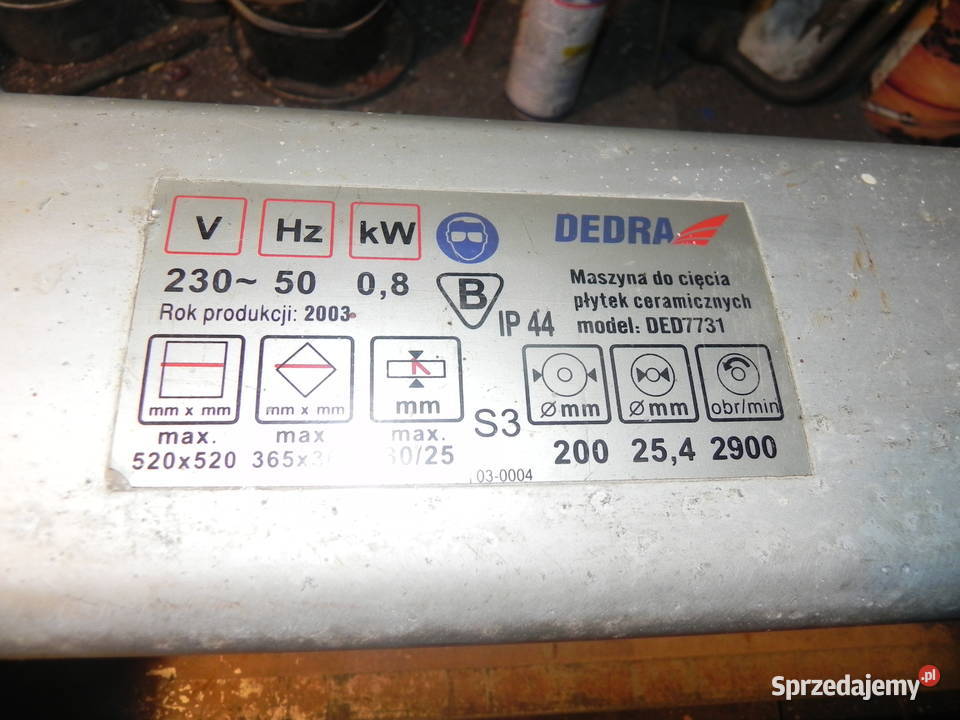 V Hz kW
230~ 50 0,8
Rok produkcji: 2003
DEDRA
Maszyna do cięcia
płytek ceramicznych
model: DED7731
B
IP 44
mm x mm
max.
520x520
mm x mm
max
mm
max.
S3
Ømm
200
Ømm
25,4
obr/min
2900
03-0004
Sprzedajemy.pl